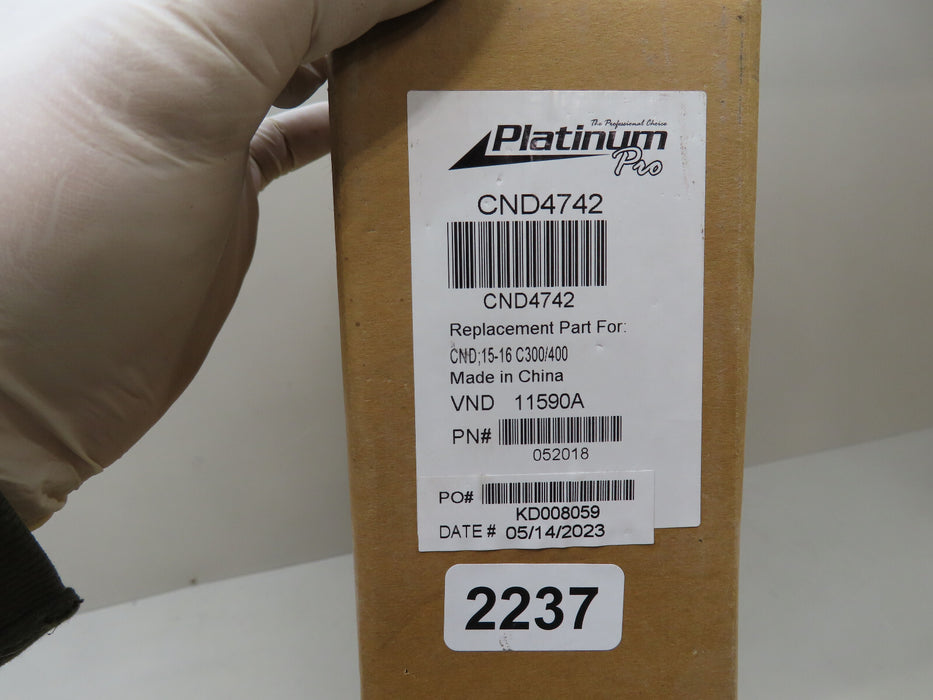 The Professional Choice
Platinum
Pro
CND4742
CND4742
Replacement Part For:
CND;15-16 C300/400
Made in China
VND 11590A
PN#
052018
PO#
KD008059
DATE # 05/14/2023
2237